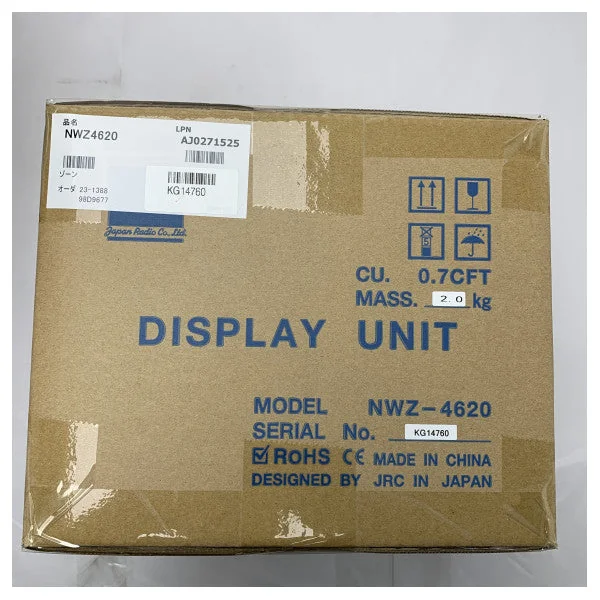 品名
NWZ4620
LPN
AJ0271525
ゾーン
KG14760
オーダ 23-1388
98D9677
Japan Radio Co., Ltd.
5
CU. 0.7CFT
MASS. 2.0 kg
DISPLAY UNIT
MODEL NWZ-4620
SERIAL No. KG14760
RoHS CE MADE IN CHINA
DESIGNED BY JRC IN JAPAN